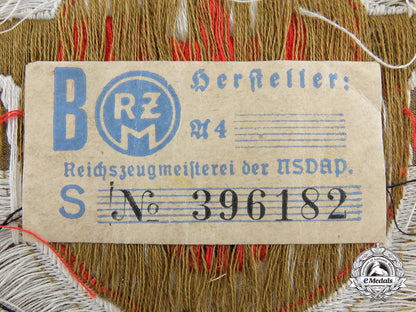 B RZM Hersteller:
A4
Reichszeugmeisterei der NSDAP.
S № 396182
eMedals